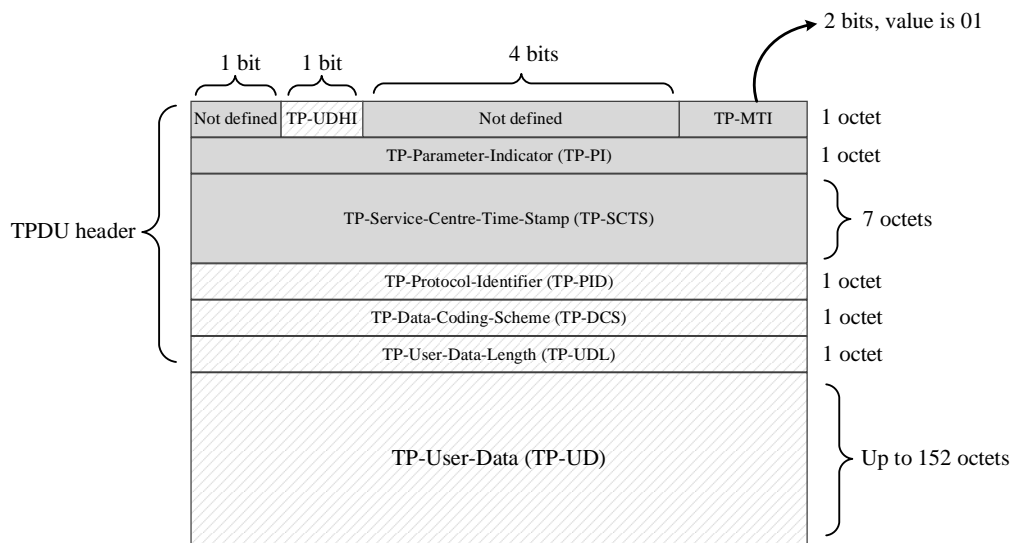 2 bits, value is 01
1 bit
1 bit
4 bits
Not defined
TP-UDHI
Not defined
TP-MTI
1 octet
TP-Parameter-Indicator (TP-PI)
1 octet
TPDU header
TP-Service-Centre-Time-Stamp (TP-SCTS)
7 octets
TP-Protocol-Identifier (TP-PID)
1 octet
TP-Data-Coding-Scheme (TP-DCS)
1 octet
TP-User-Data-Length (TP-UDL)
1 octet
TP-User-Data (TP-UD)
Up to 152 octets